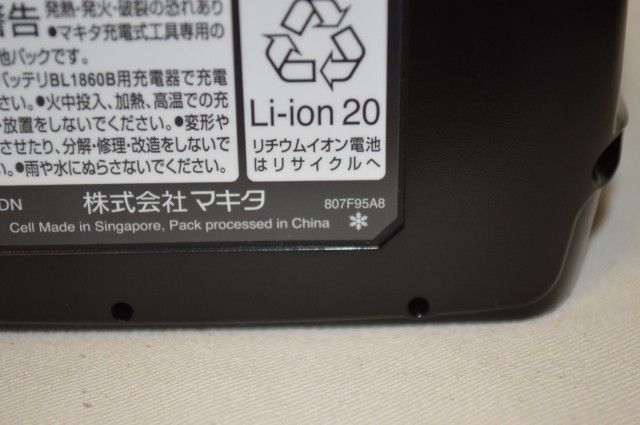 警告
発熱・発火・破裂の恐れあり
●マキタ充電式工具専用の
池パックです。
バッテリBL1860B用充電器で充電
さい。●火中投入、加熱、高温での充
・放置をしないでください。●変形や
させたり、分解・修理・改造をしないで
い。●雨や水にぬらさないでください。
Li-ion 20
リチウムイオン電池
はリサイクルへ
DN 株式会社 マキタ 807F95A8
Cell Made in Singapore, Pack processed in China